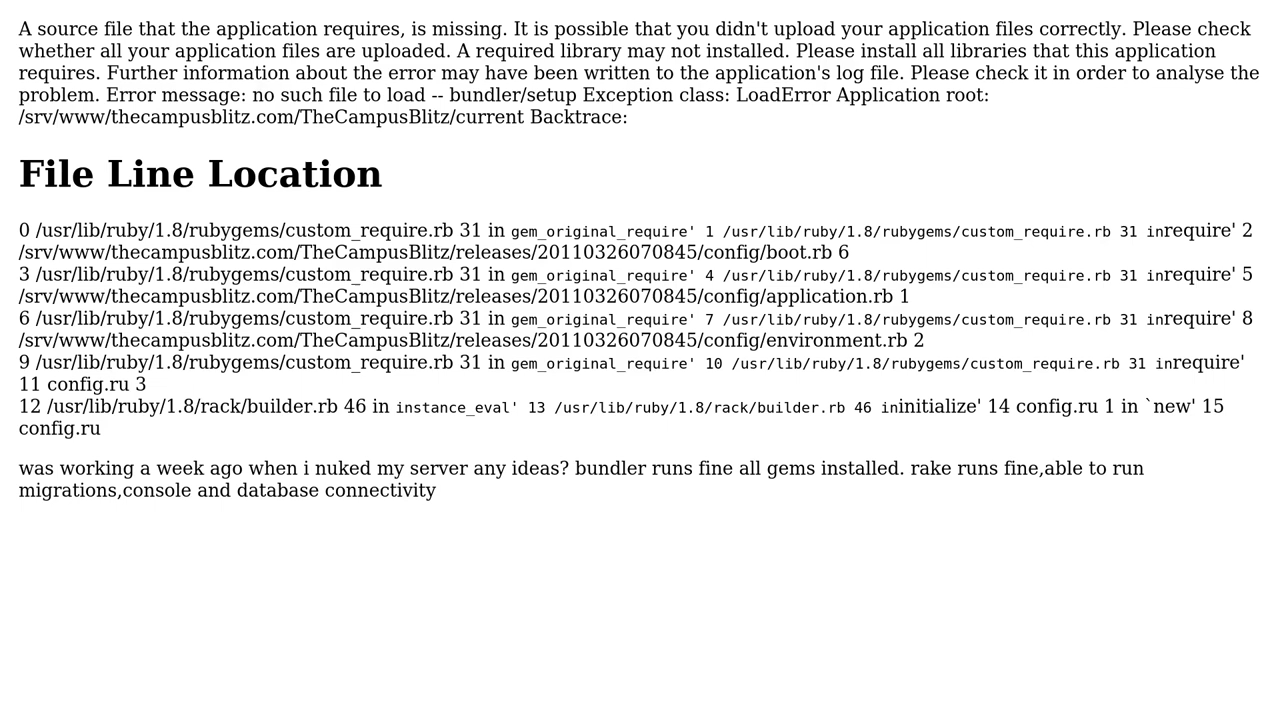 A source file that the application requires, is missing. It is possible that you didn't upload your application files correctly. Please check
whether all your application files are uploaded. A required library may not installed. Please install all libraries that this application
requires. Further information about the error may have been written to the application's log file. Please check it in order to analyse the
problem. Error message: no such file to load -- bundler/setup Exception class: LoadError Application root:
/srv/www/thecampusblitz.com/TheCampusBlitz/current Backtrace:
File Line Location
0 /usr/lib/ruby/1.8/rubygems/custom_require.rb 31 in gem_original_require' 1 /usr/lib/ruby/1.8/rubygems/custom_require.rb 31 inrequire' 2
/srv/www/thecampusblitz.com/TheCampusBlitz/releases/20110326070845/config/boot.rb 6
3 /usr/lib/ruby/1.8/rubygems/custom_require.rb 31 in gem_original_require' 4 /usr/lib/ruby/1.8/rubygems/custom_require.rb 31 inrequire' 5
/srv/www/thecampusblitz.com/TheCampusBlitz/releases/20110326070845/config/application.rb 1
6 /usr/lib/ruby/1.8/rubygems/custom_require.rb 31 in gem_original_require' 7 /usr/lib/ruby/1.8/rubygems/custom_require.rb 31 inrequire' 8
/srv/www/thecampusblitz.com/TheCampusBlitz/releases/20110326070845/config/environment.rb 2
9 /usr/lib/ruby/1.8/rubygems/custom_require.rb 31 in gem_original_require' 10 /usr/lib/ruby/1.8/rubygems/custom_require.rb 31 inrequire'
11 config.ru 3
12 /usr/lib/ruby/1.8/rack/builder.rb 46 in instance_eval' 13 /usr/lib/ruby/1.8/rack/builder.rb 46 ininitialize' 14 config.ru 1 in `new' 15
config.ru
was working a week ago when i nuked my server any ideas? bundler runs fine all gems installed. rake runs fine,able to run
migrations,console and database connectivity